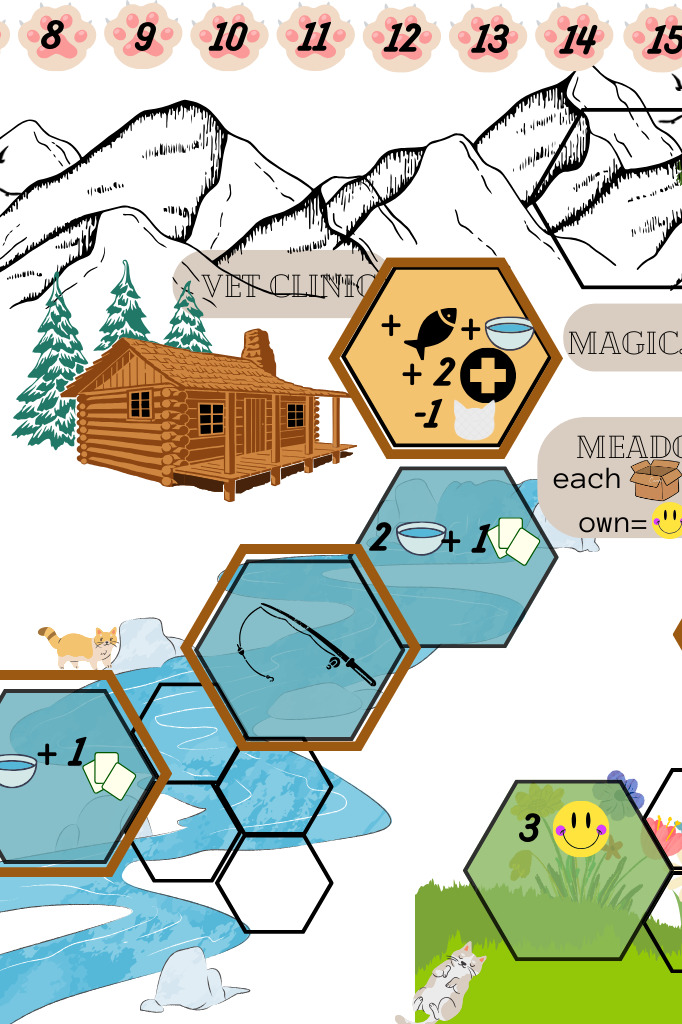 8 9 10 11 12 13 14 15
VET CLINIC
+ +
+ 2
-1
MAGIC
MEADO
each
own=
2 + 1
+ 1
3